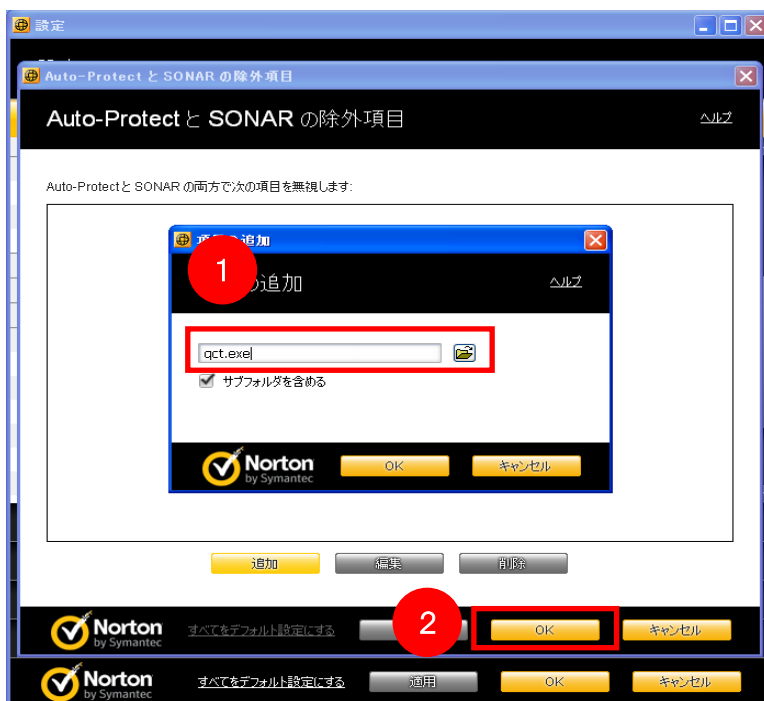 設定
Auto-Protect と SONAR の除外項目
Auto-Protect と SONAR の除外項目
ヘルプ
Auto-Protect と SONAR の両方で次の項目を無視します:
の追加
1
の追加
ヘルプ
qct.exe
サブフォルダを含める
Norton
by Symantec
OK
キャンセル
追加
編集
削除
2
Norton
by Symantec
すべてをデフォルト設定にする
OK
キャンセル
Norton
by Symantec
すべてをデフォルト設定にする
適用
OK
キャンセル